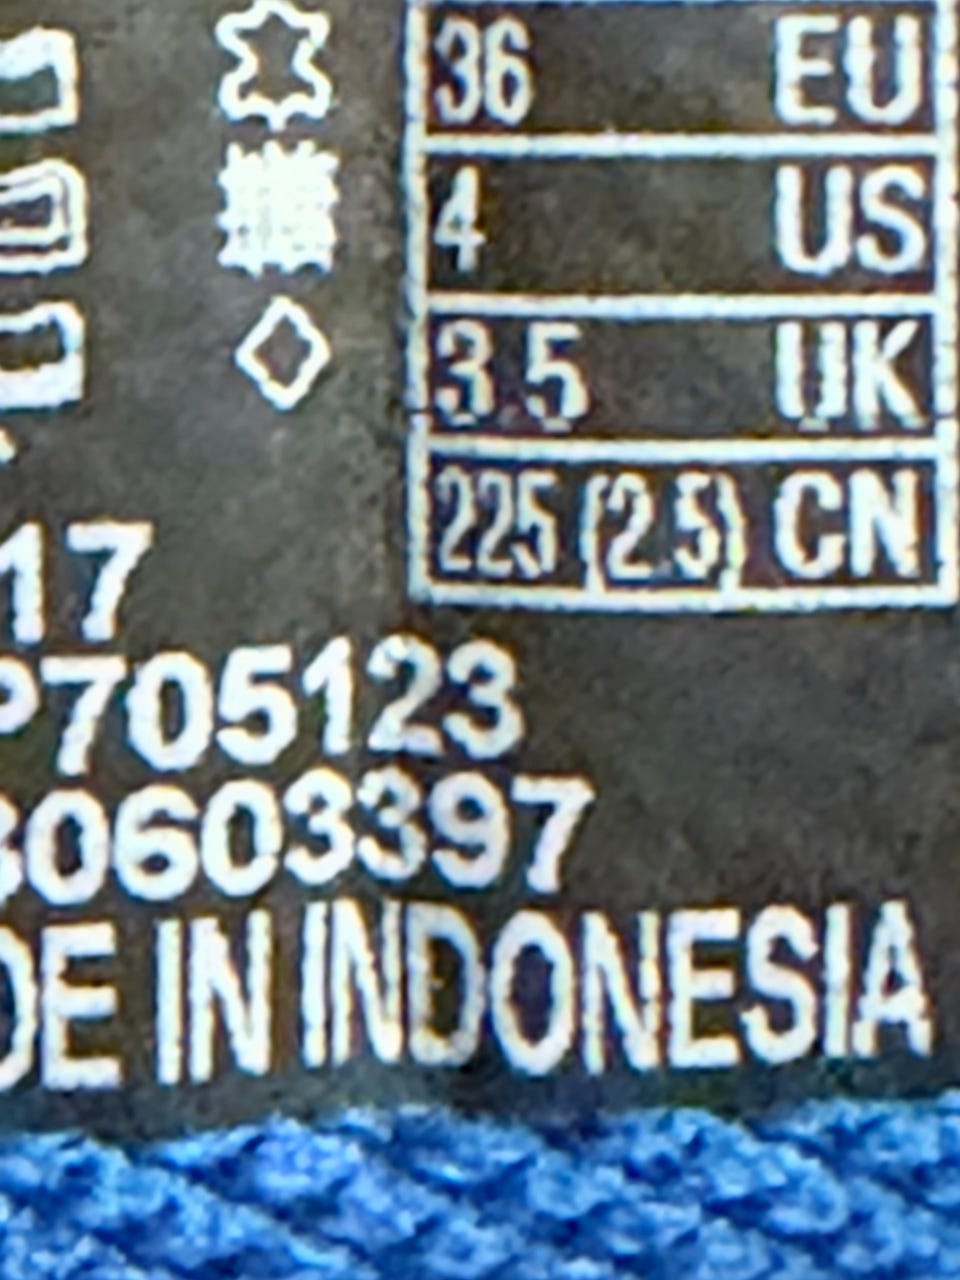 36 EU
4 US
3.5 UK
225 (2.5) CN
17
P705123
30603397
DE IN INDONESIA